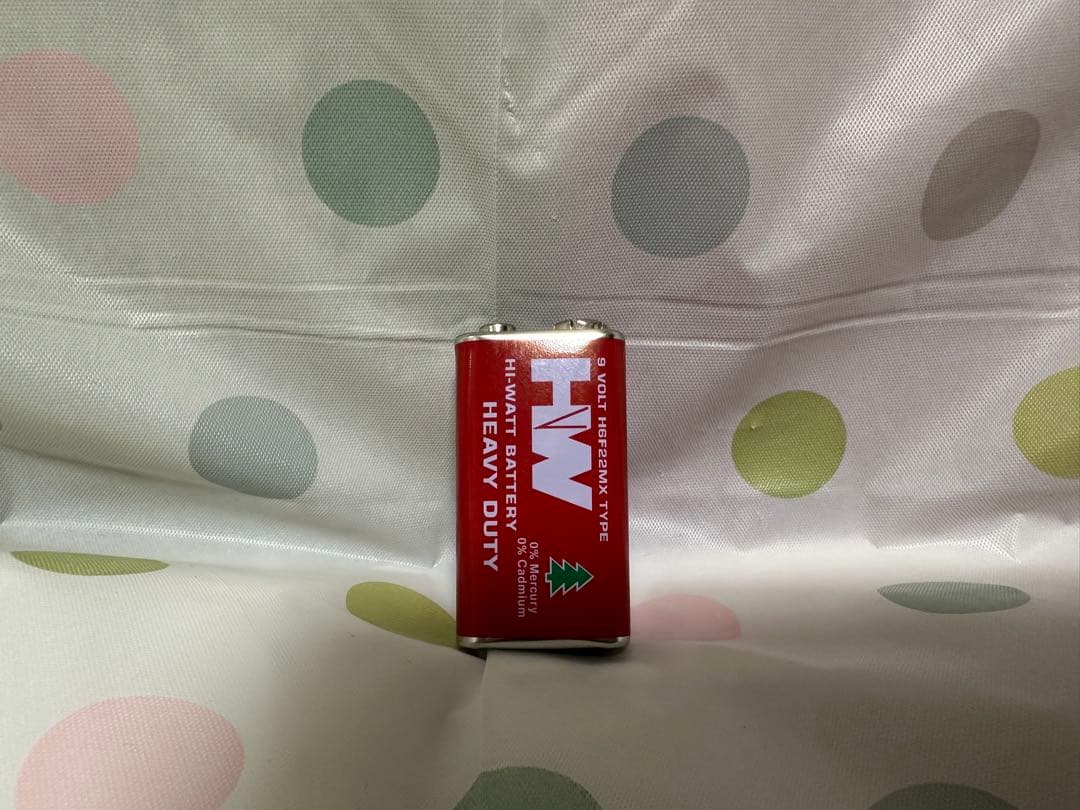 9 VOLT H6F22MX TYPE
HW
HI-WATT BATTERY
HEAVY DUTY
0% Mercury
0% Cadmium